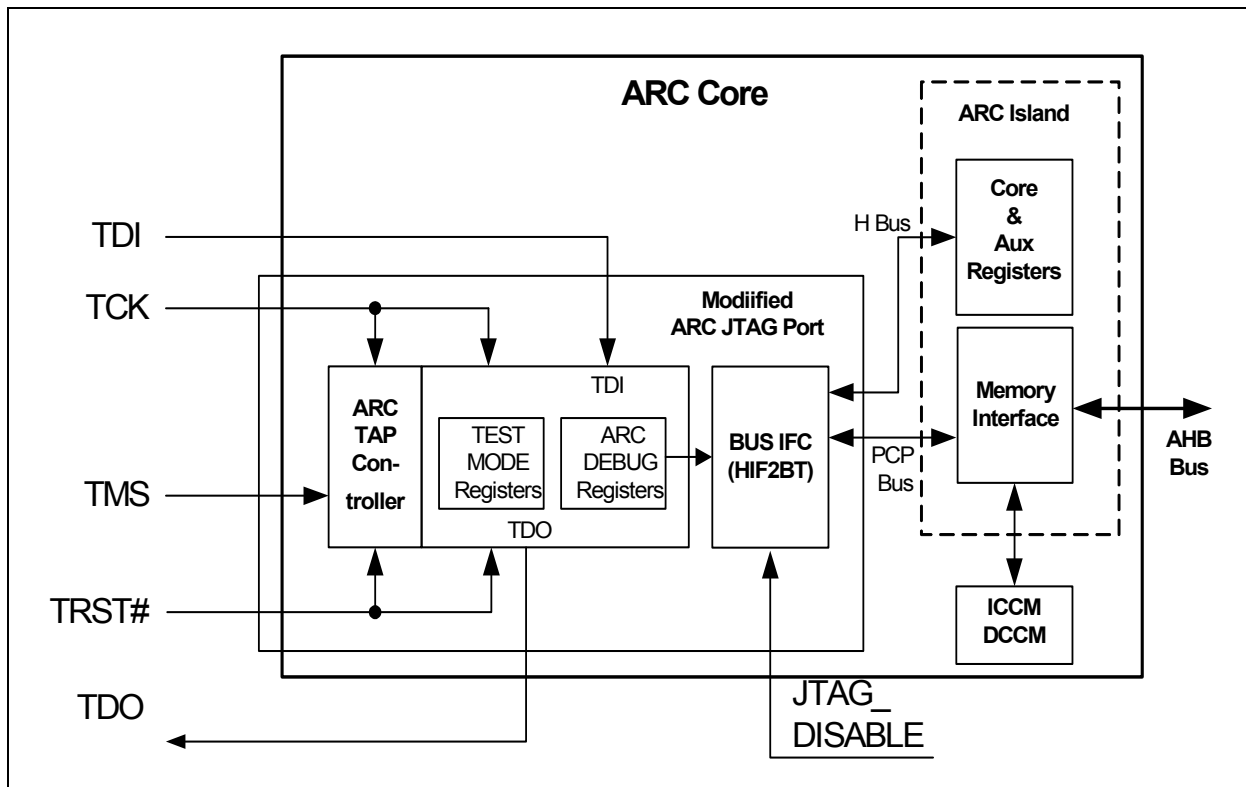 ARC Core
ARC Island
Core
&
Aux
Registers
H Bus
TDI
TCK
Modiified
ARC JTAG Port
ARC
TAP
Con-
troller
TDI
TEST
MODE
Registers
ARC
DEBUG
Registers
TDO
BUS IFC
(HIF2BT)
PCP
Bus
Memory
Interface
AHB
Bus
TMS
TRST#
ICCM
DCCM
TDO
JTAG_
DISABLE